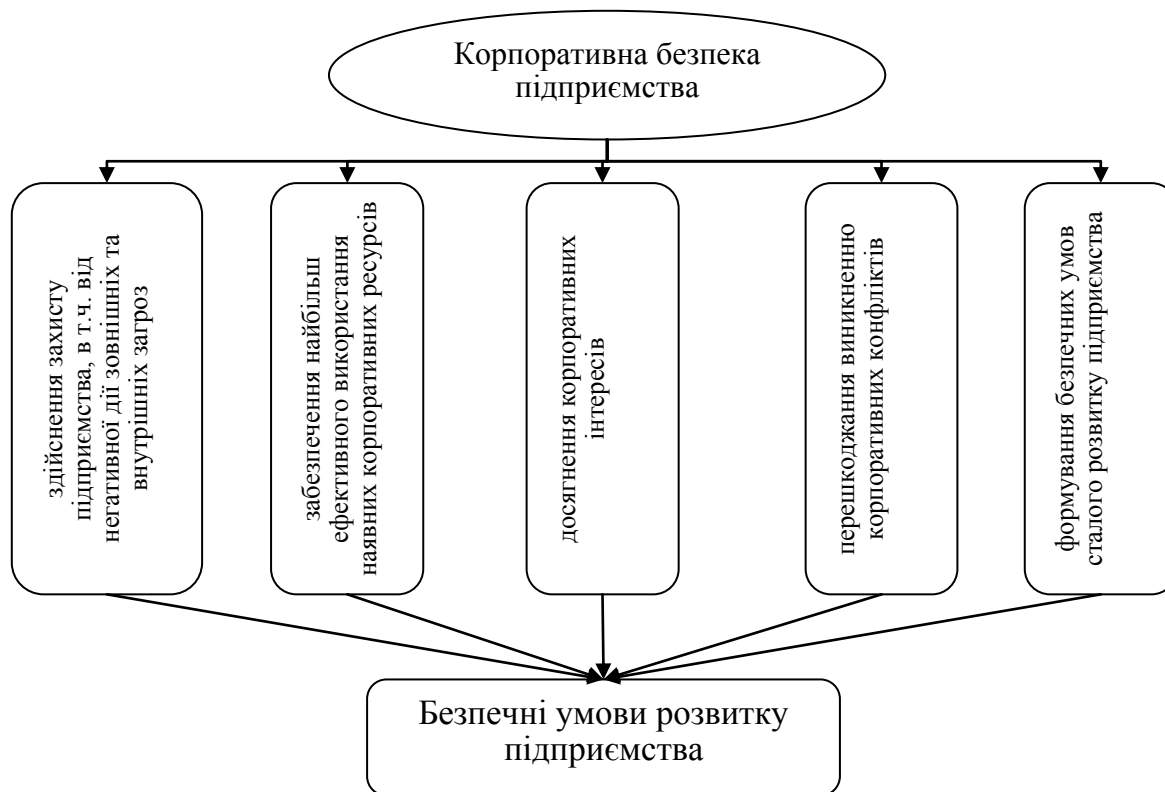 Корпоративна безпека
підприємства
здійснення захисту
підприємства, в т.ч. від
негативної дії зовнішніх та
внутрішніх загроз
забезпечення найбільш
ефективного використання
наявних корпоративних ресурсів
досягнення корпоративних
інтересів
перешкоджання виникненню
корпоративних конфліктів
формування безпечних умов
сталого розвитку підприємства
Безпечні умови розвитку
підприємства